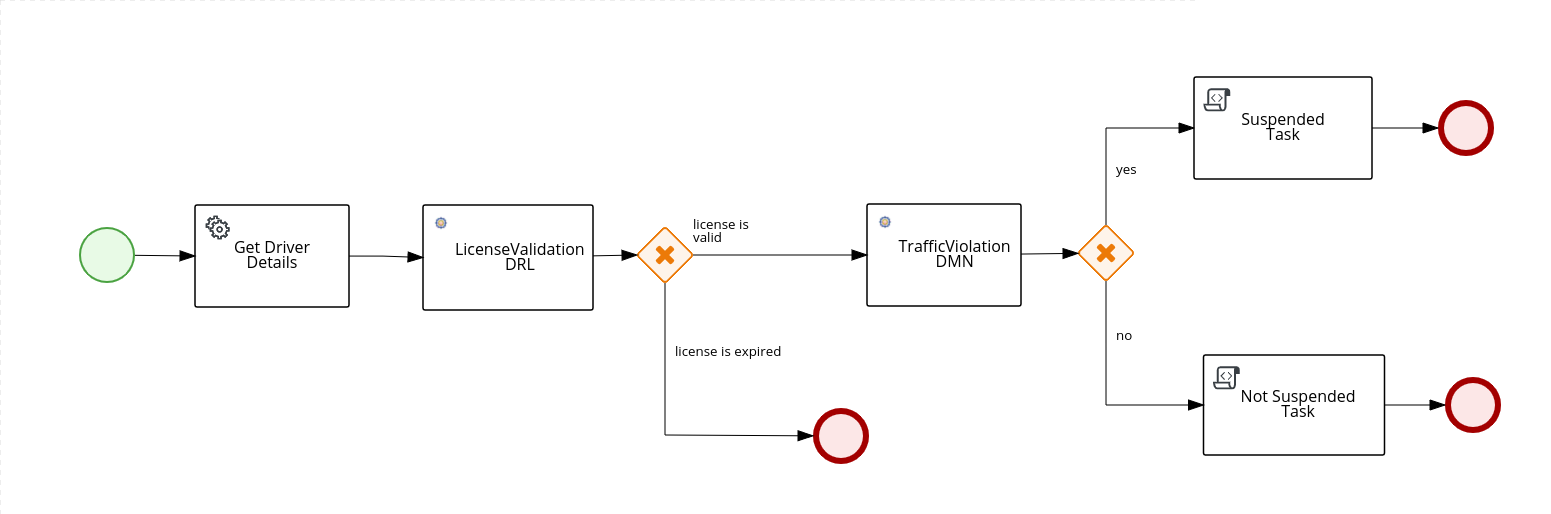 Get Driver
Details
LicenseValidation
DRL
license is
valid
license is expired
TrafficViolation
DMN
yes
no
Suspended
Task
Not Suspended
Task